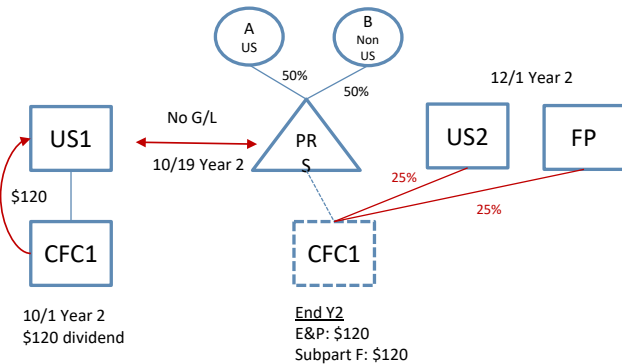 A
US
B
Non
US
50%
50%
12/1 Year 2
US1
No G/L
10/19 Year 2
PR
S
US2
FP
$120
25%
25%
CFC1
CFC1
10/1 Year 2
$120 dividend
End Y2
E&P: $120
Subpart F: $120